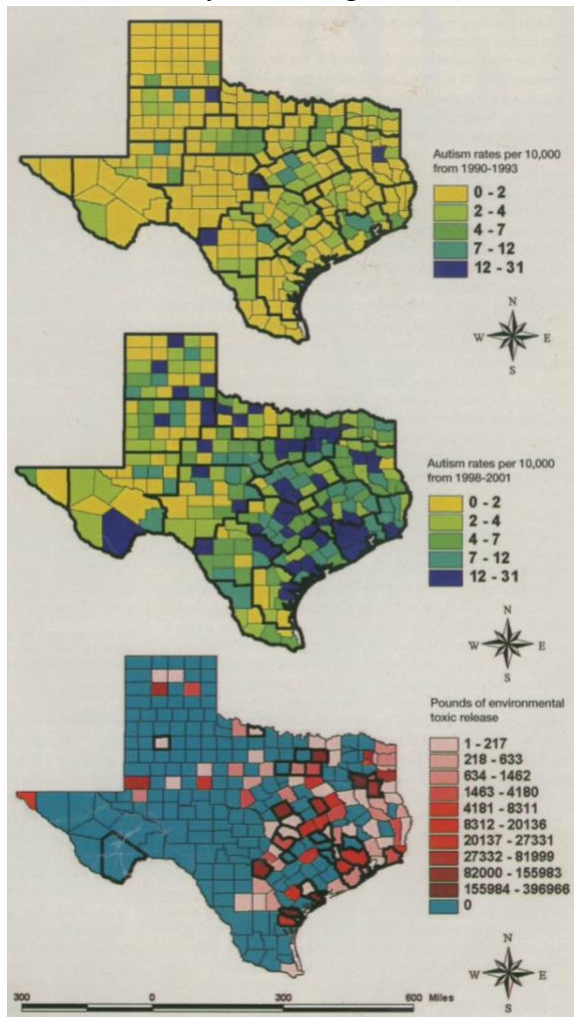 Autism rates per 10,000
from 1990-1993
0 - 2
2 - 4
4 - 7
7 - 12
12 - 31
N
W E
S
Autism rates per 10,000
from 1998-2001
0 - 2
2 - 4
4 - 7
7 - 12
12 - 31
N
W E
S
Pounds of environmental
toxic release
1 - 217
218 - 633
634 - 1462
1463 - 4180
4181 - 8311
8312 - 20136
20137 - 27331
27332 - 81999
82000 - 155983
155984 - 396966
0
N
W E
S
300 0 300 600 Miles